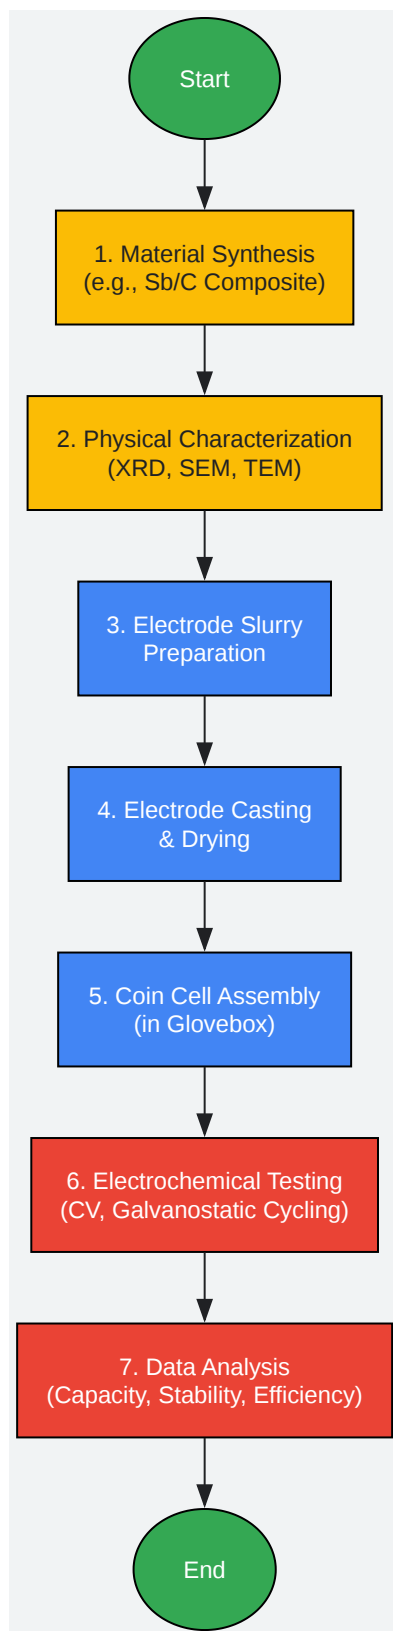 Start
1. Material Synthesis
(e.g., Sb/C Composite)
2. Physical Characterization
(XRD, SEM, TEM)
3. Electrode Slurry
Preparation
4. Electrode Casting
& Drying
5. Coin Cell Assembly
(in Glovebox)
6. Electrochemical Testing
(CV, Galvanostatic Cycling)
7. Data Analysis
(Capacity, Stability, Efficiency)
End